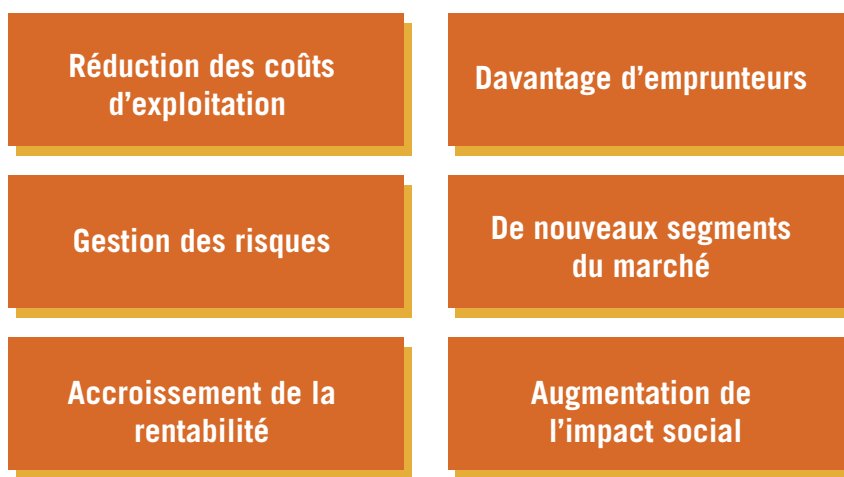 Réduction des coûts
d’exploitation
Davantage d’emprunteurs
Gestion des risques
De nouveaux segments
du marché
Accroissement de la
rentabilité
Augmentation de
l’impact social